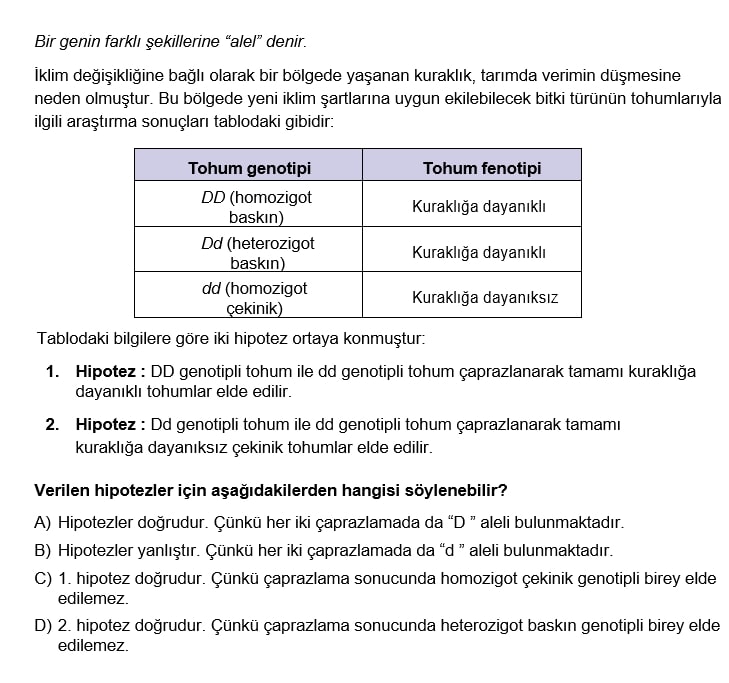 Bir genin farklı şekillerine “alel” denir.
İklim değişikliğine bağlı olarak bir bölgede yaşanan kuraklık, tarımda verimin düşmesine
neden olmuştur. Bu bölgede yeni iklim şartlarına uygun ekilebilecek bitki türünün tohumlarıyla
ilgili araştırma sonuçları tablodaki gibidir:
Tohum genotipi Tohum fenotipi
DD (homozigot
baskın) Kuraklığa dayanıklı
Dd (heterozigot
baskın) Kuraklığa dayanıklı
dd (homozigot
çekinik) Kuraklığa dayanıksız
Tablodaki bilgilere göre iki hipotez ortaya konmuştur:
1. Hipotez : DD genotipli tohum ile dd genotipli tohum çaprazlanarak tamamı kuraklığa
dayanıklı tohumlar elde edilir.
2. Hipotez : Dd genotipli tohum ile dd genotipli tohum çaprazlanarak tamamı
kuraklığa dayanıksız çekinik tohumlar elde edilir.
Verilen hipotezler için aşağıdakilerden hangisi söylenebilir?
A) Hipotezler doğrudur. Çünkü her iki çaprazlamada da “D ” aleli bulunmaktadır.
B) Hipotezler yanlıştır. Çünkü her iki çaprazlamada da “d ” aleli bulunmaktadır.
C) 1. hipotez doğrudur. Çünkü çaprazlama sonucunda homozigot çekinik genotipli birey elde
edilemez.
D) 2. hipotez doğrudur. Çünkü çaprazlama sonucunda heterozigot baskın genotipli birey elde
edilemez.